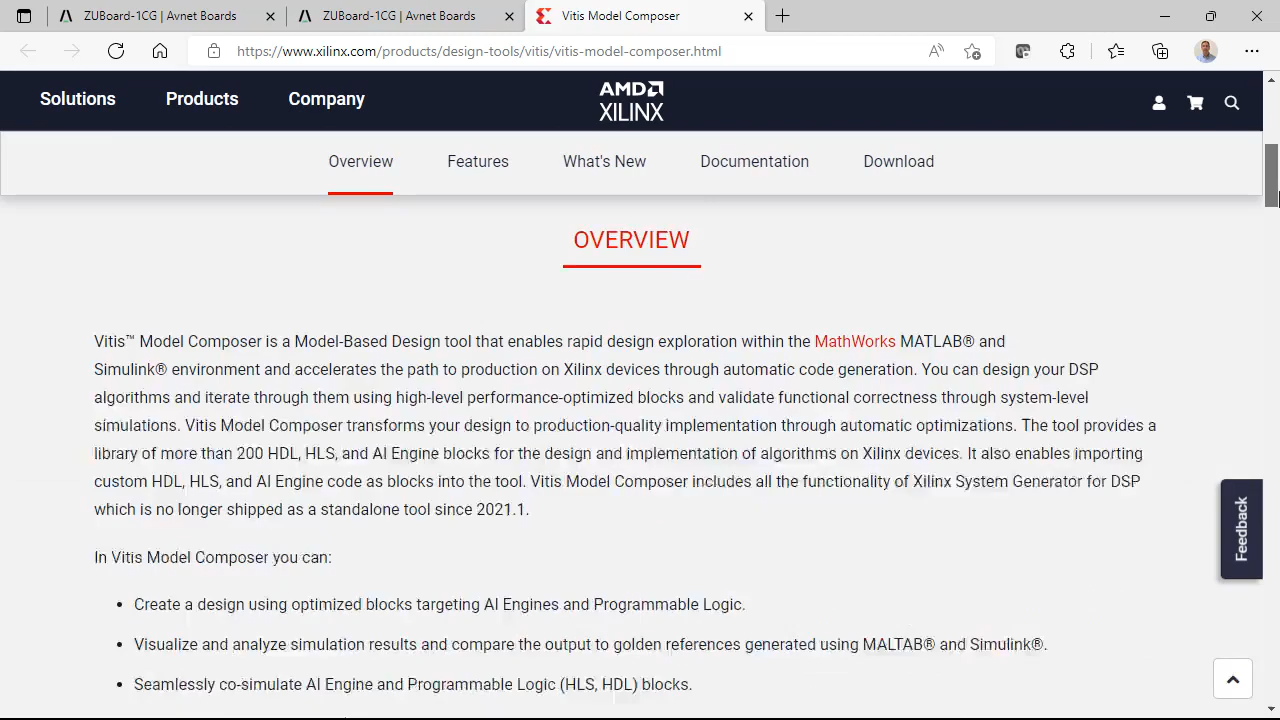 ZUBoard-1CG | Avnet Boards
ZUBoard-1CG | Avnet Boards
Vitis Model Composer
https://www.xilinx.com/products/design-tools/vitis/vitis-model-composer.html
Solutions
Products
Company
AMD
XILINX
Overview
Features
What's New
Documentation
Download
OVERVIEW
Vitis™ Model Composer is a Model-Based Design tool that enables rapid design exploration within the MathWorks MATLAB® and
Simulink® environment and accelerates the path to production on Xilinx devices through automatic code generation. You can design your DSP
algorithms and iterate through them using high-level performance-optimized blocks and validate functional correctness through system-level
simulations. Vitis Model Composer transforms your design to production-quality implementation through automatic optimizations. The tool provides a
library of more than 200 HDL, HLS, and AI Engine blocks for the design and implementation of algorithms on Xilinx devices. It also enables importing
custom HDL, HLS, and AI Engine code as blocks into the tool. Vitis Model Composer includes all the functionality of Xilinx System Generator for DSP
which is no longer shipped as a standalone tool since 2021.1.
In Vitis Model Composer you can:
• Create a design using optimized blocks targeting AI Engines and Programmable Logic.
• Visualize and analyze simulation results and compare the output to golden references generated using MALTAB® and Simulink®.
• Seamlessly co-simulate AI Engine and Programmable Logic (HLS, HDL) blocks.
Feedback